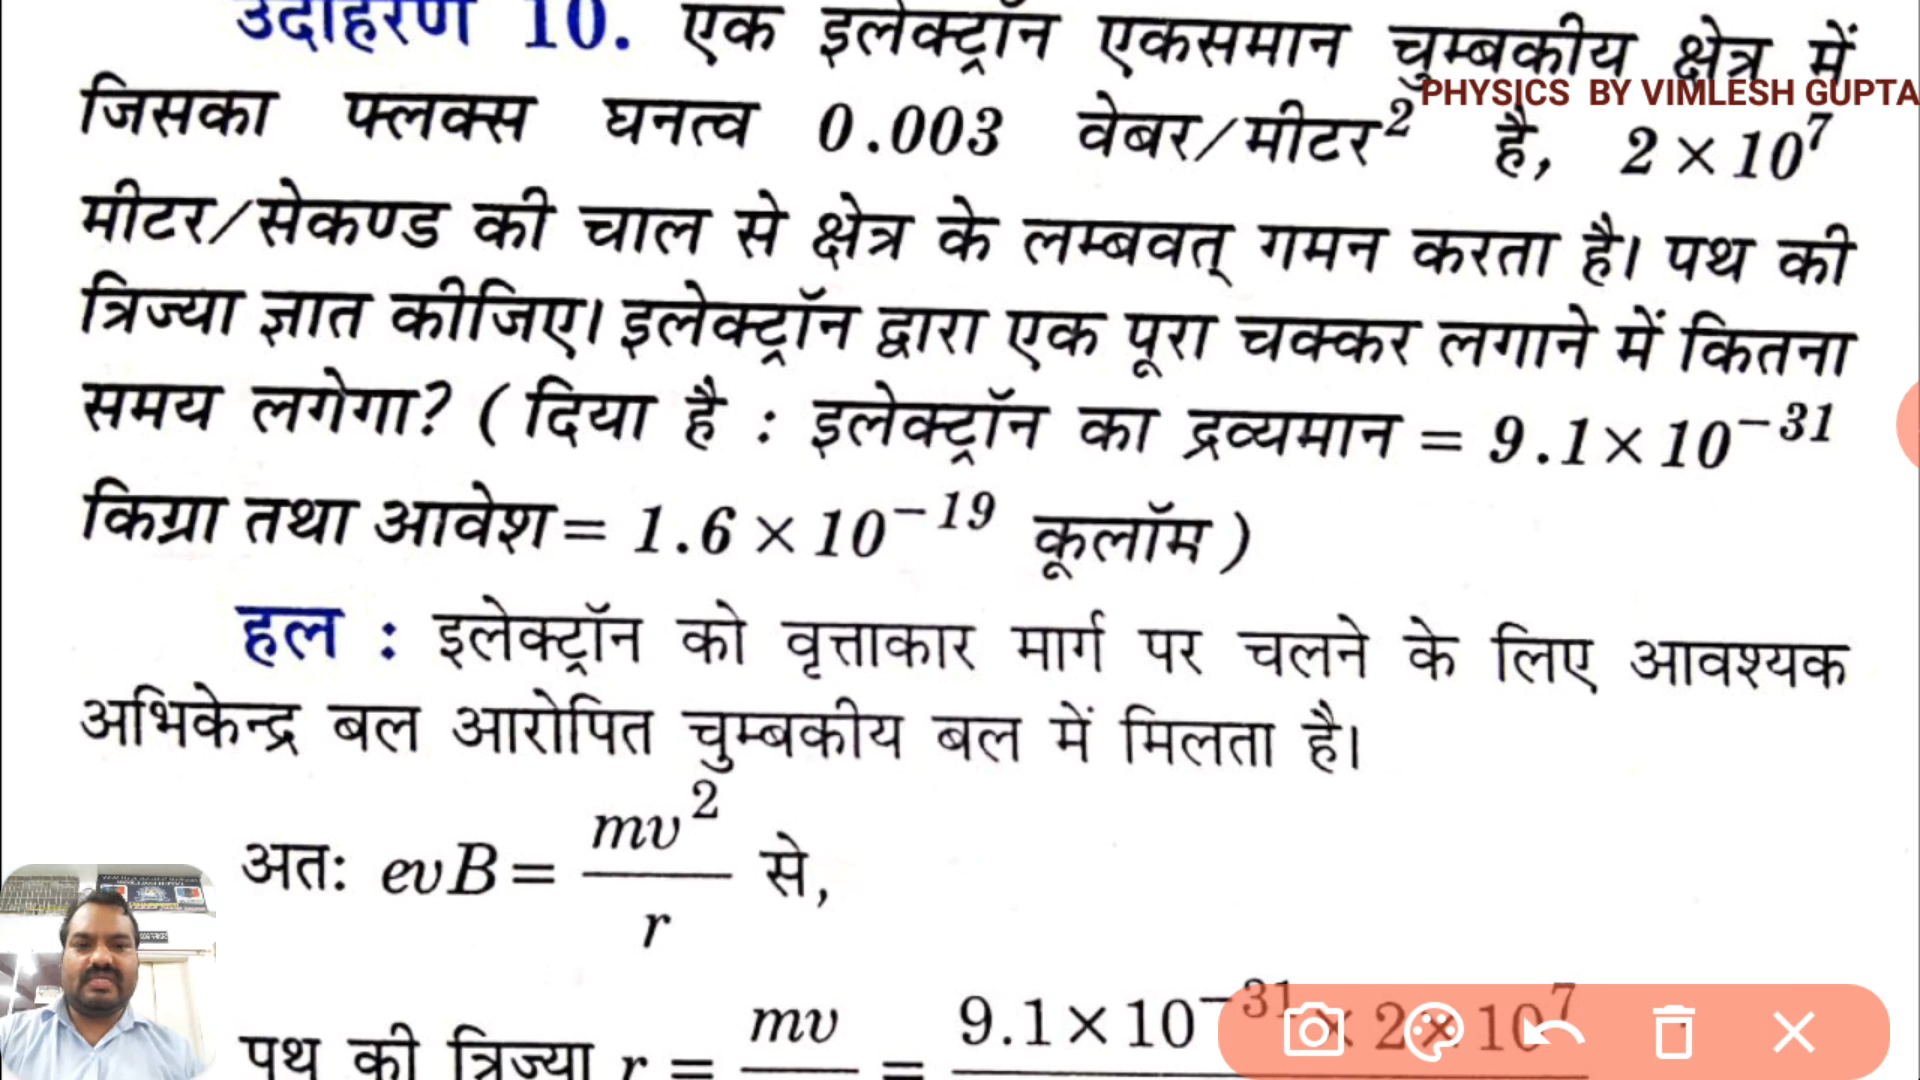 उदाहरण 10. एक इलेक्ट्रॉन एकसमान चुम्बकीय क्षेत्र में
PHYSICS BY VIMLESH GUPTA
जिसका फ्लक्स घनत्व 0.003 वेबर/मीटर² है, 2×10⁷
मीटर/सेकण्ड की चाल से क्षेत्र के लम्बवत् गमन करता है। पथ की
त्रिज्या ज्ञात कीजिए। इलेक्ट्रॉन द्वारा एक पूरा चक्कर लगाने में कितना
समय लगेगा? (दिया है : इलेक्ट्रॉन का द्रव्यमान = 9.1×10⁻³¹
किग्रा तथा आवेश = 1.6×10⁻¹⁹ कूलॉम)
हल : इलेक्ट्रॉन को वृत्ताकार मार्ग पर चलने के लिए आवश्यक
अभिकेन्द्र बल आरोपित चुम्बकीय बल में मिलता है।
अतः evB = mv²/r से,
पथ की त्रिज्या r = mv = 9.1×10⁻³¹ × 2×10⁷